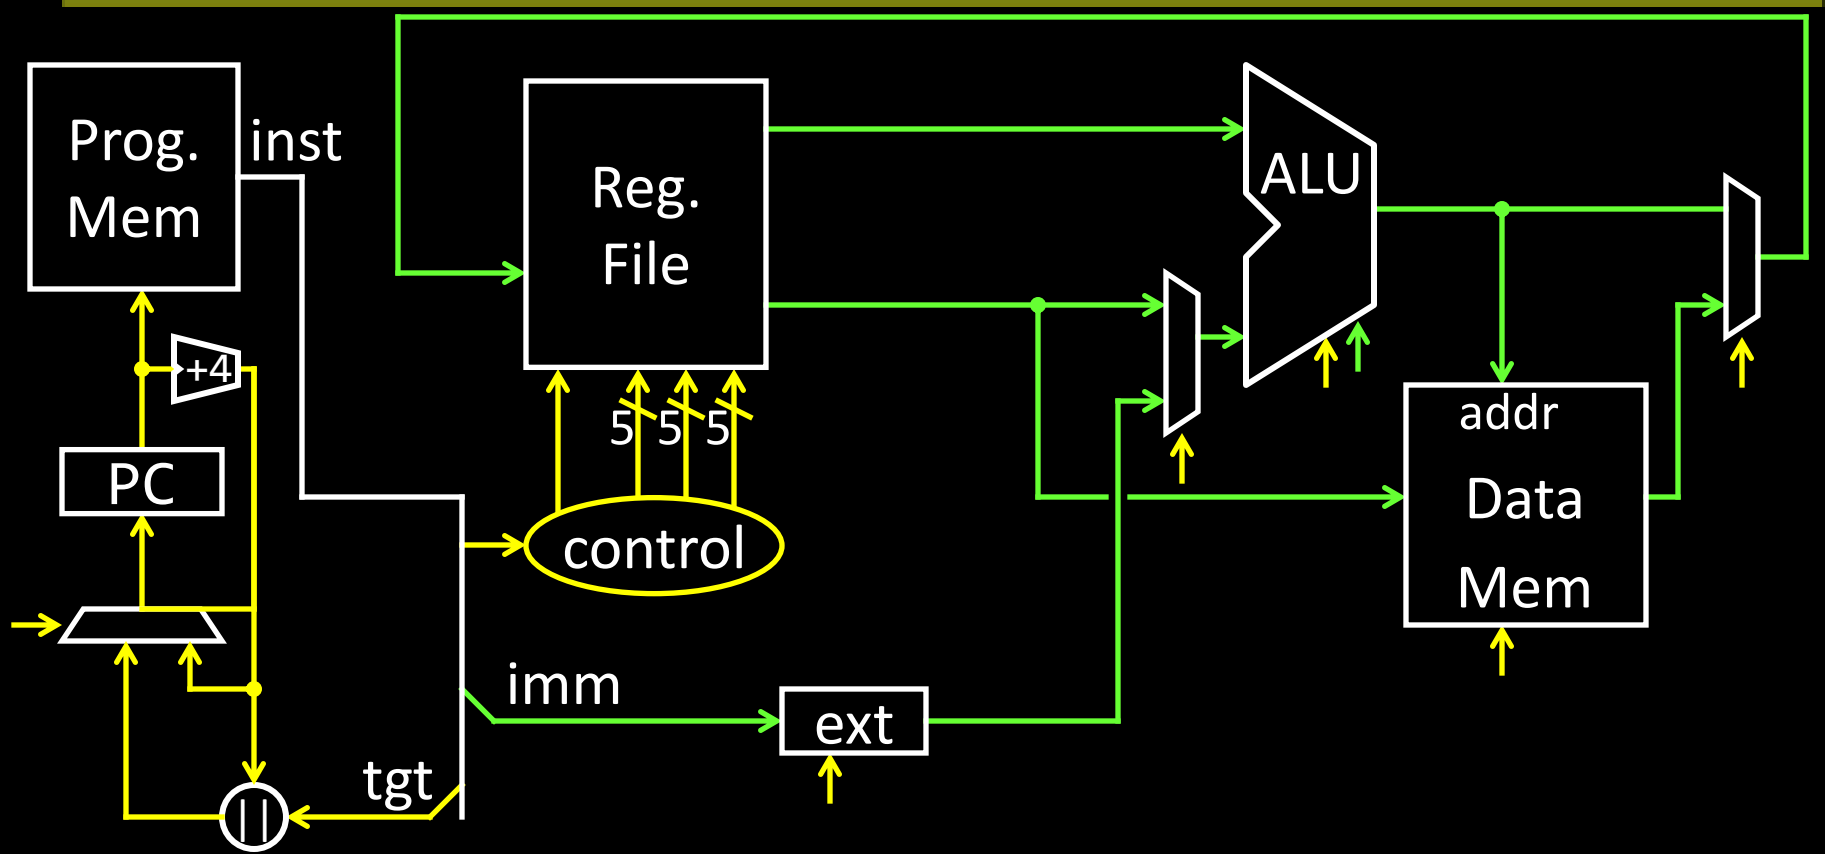 Prog.
Mem
inst
Reg.
File
ALU
+4
PC
5 5 5
control
addr
Data
Mem
imm
ext
tgt
||